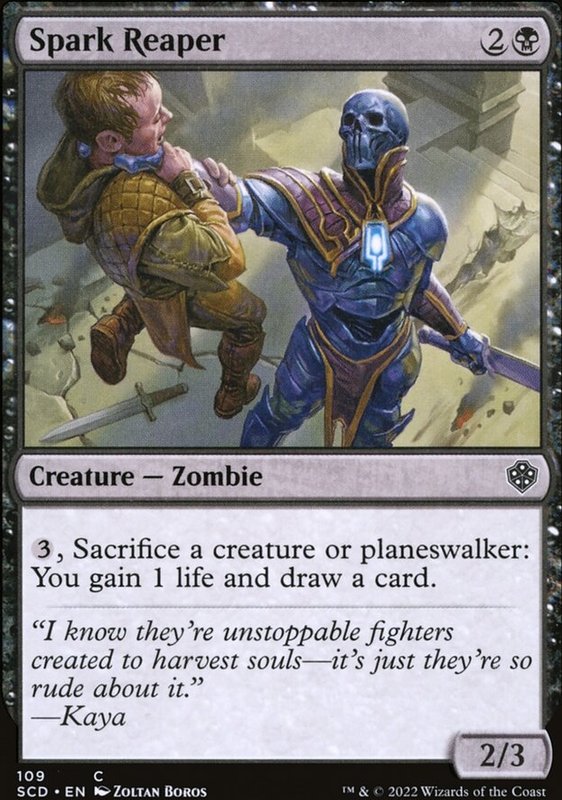 Spark Reaper 2
Creature — Zombie
3, Sacrifice a creature or planeswalker:
You gain 1 life and draw a card.
“I know they’re unstoppable fighters
created to harvest souls—it’s just they’re so
rude about it.”
—Kaya
2/3
109 C
SCD • EN Zoltan Boros
™ & © 2022 Wizards of the Coast